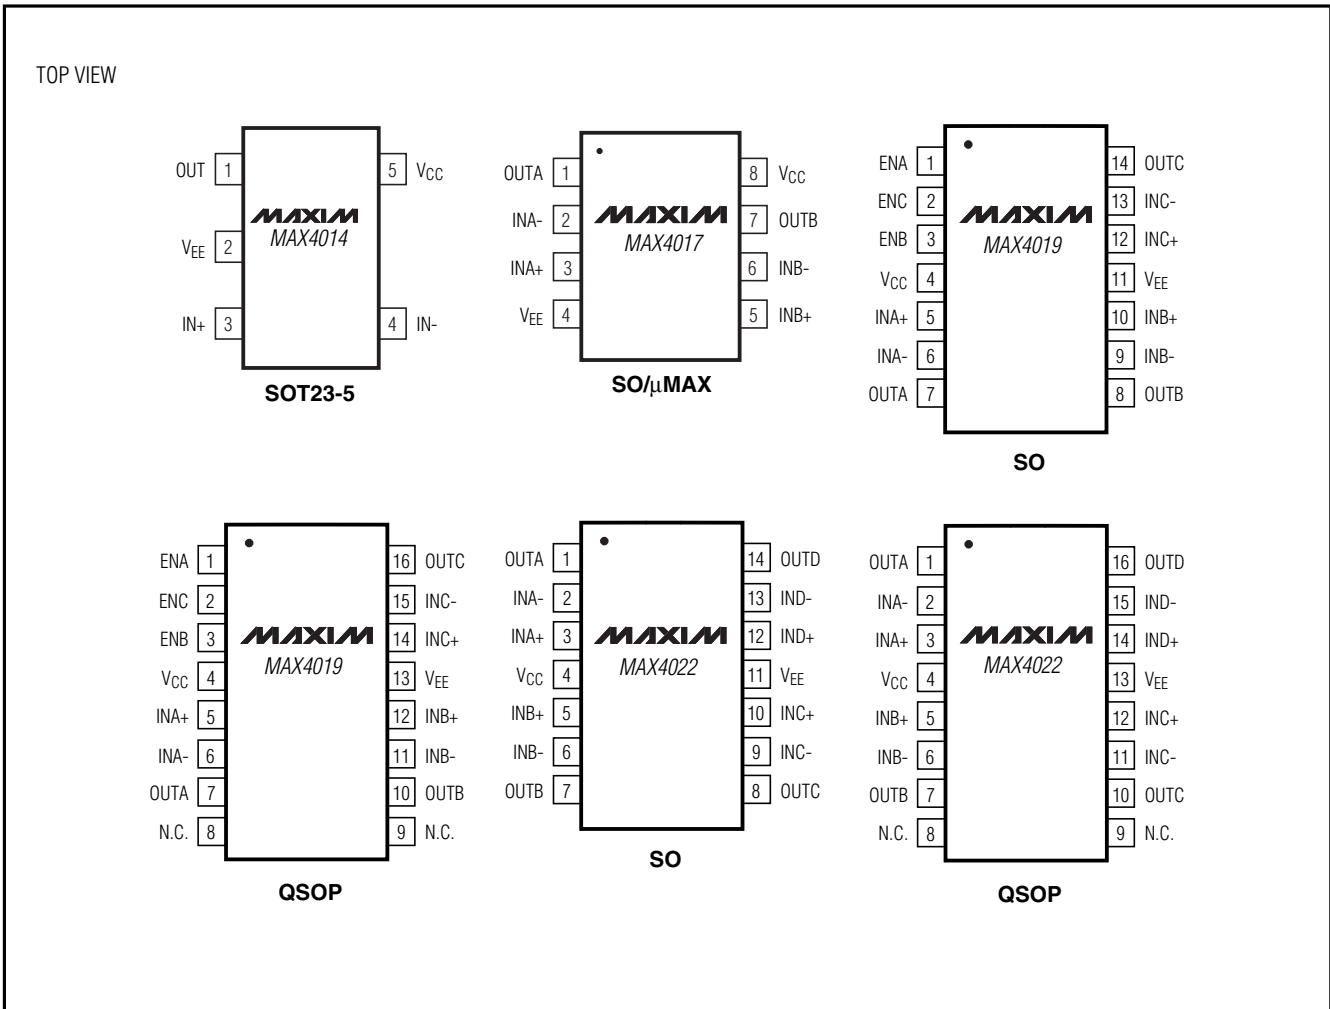 TOP VIEW
OUT 1 5 VCC
VEE 2
IN+ 3 4 IN-
MAXIM
MAX4014
SOT23-5
OUTA 1 8 VCC
INA- 2 7 OUTB
INA+ 3 6 INB-
VEE 4 5 INB+
MAXIM
MAX4017
SO/µMAX
ENA 1 14 OUTC
ENC 2 13 INC-
ENB 3 12 INC+
VCC 4 11 VEE
INA+ 5 10 INB+
INA- 6 9 INB-
OUTA 7 8 OUTB
MAXIM
MAX4019
SO
ENA 1 16 OUTC
ENC 2 15 INC-
ENB 3 14 INC+
VCC 4 13 VEE
INA+ 5 12 INB+
INA- 6 11 INB-
OUTA 7 10 OUTB
N.C. 8 9 N.C.
MAXIM
MAX4019
QSOP
OUTA 1 14 OUTD
INA- 2 13 IND-
INA+ 3 12 IND+
VCC 4 11 VEE
INB+ 5 10 INC+
INB- 6 9 INC-
OUTB 7 8 OUTC
MAXIM
MAX4022
SO
OUTA 1 16 OUTD
INA- 2 15 IND-
INA+ 3 14 IND+
VCC 4 13 VEE
INB+ 5 12 INC+
INB- 6 11 INC-
OUTB 7 10 OUTC
N.C. 8 9 N.C.
MAXIM
MAX4022
QSOP